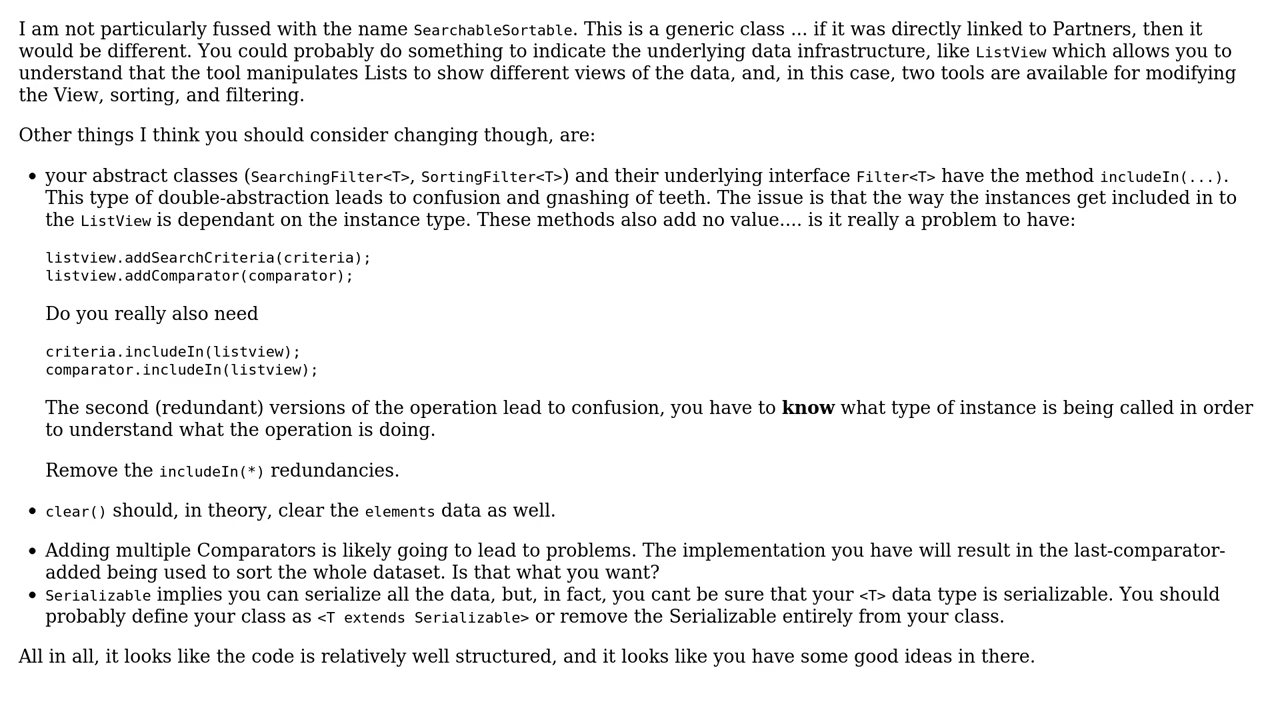 I am not particularly fussed with the name SearchableSortable. This is a generic class ... if it was directly linked to Partners, then it
would be different. You could probably do something to indicate the underlying data infrastructure, like ListView which allows you to
understand that the tool manipulates Lists to show different views of the data, and, in this case, two tools are available for modifying
the View, sorting, and filtering.
Other things I think you should consider changing though, are:
• your abstract classes (SearchingFilter<T>, SortingFilter<T>) and their underlying interface Filter<T> have the method includeIn(...).
This type of double-abstraction leads to confusion and gnashing of teeth. The issue is that the way the instances get included in to
the ListView is dependant on the instance type. These methods also add no value.... is it really a problem to have:
listview.addSearchCriteria(criteria);
listview.addComparator(comparator);
Do you really also need
criteria.includeIn(listview);
comparator.includeIn(listview);
The second (redundant) versions of the operation lead to confusion, you have to know what type of instance is being called in order
to understand what the operation is doing.
Remove the includeIn(*) redundancies.
• clear() should, in theory, clear the elements data as well.
• Adding multiple Comparators is likely going to lead to problems. The implementation you have will result in the last-comparator-
added being used to sort the whole dataset. Is that what you want?
• Serializable implies you can serialize all the data, but, in fact, you cant be sure that your <T> data type is serializable. You should
probably define your class as <T extends Serializable> or remove the Serializable entirely from your class.
All in all, it looks like the code is relatively well structured, and it looks like you have some good ideas in there.